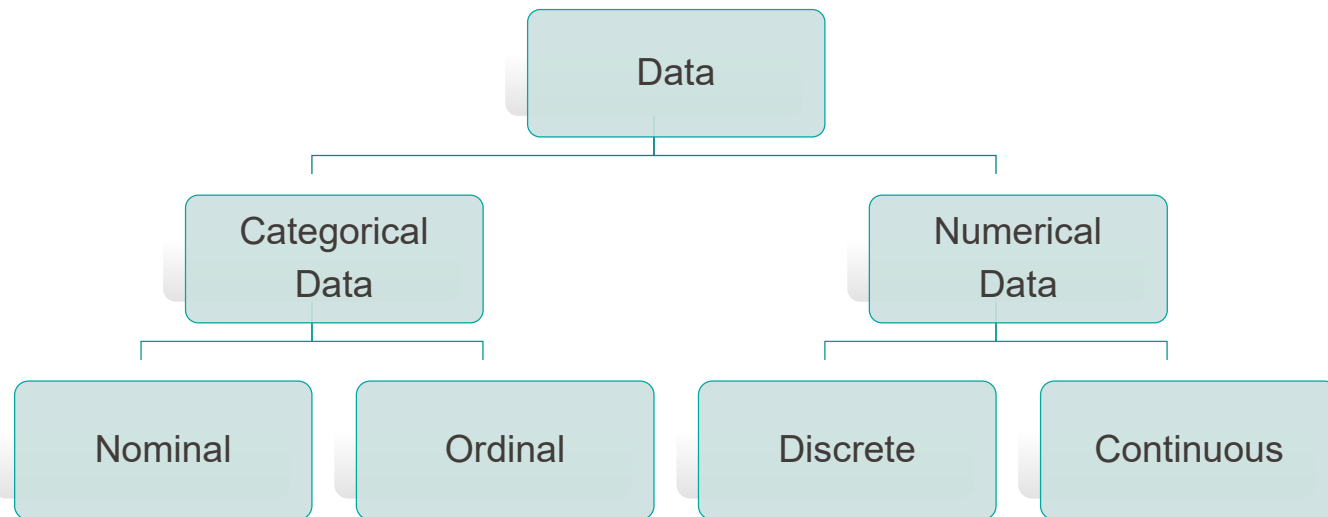 Data
Categorical
Data
Numerical
Data
Nominal
Ordinal
Discrete
Continuous